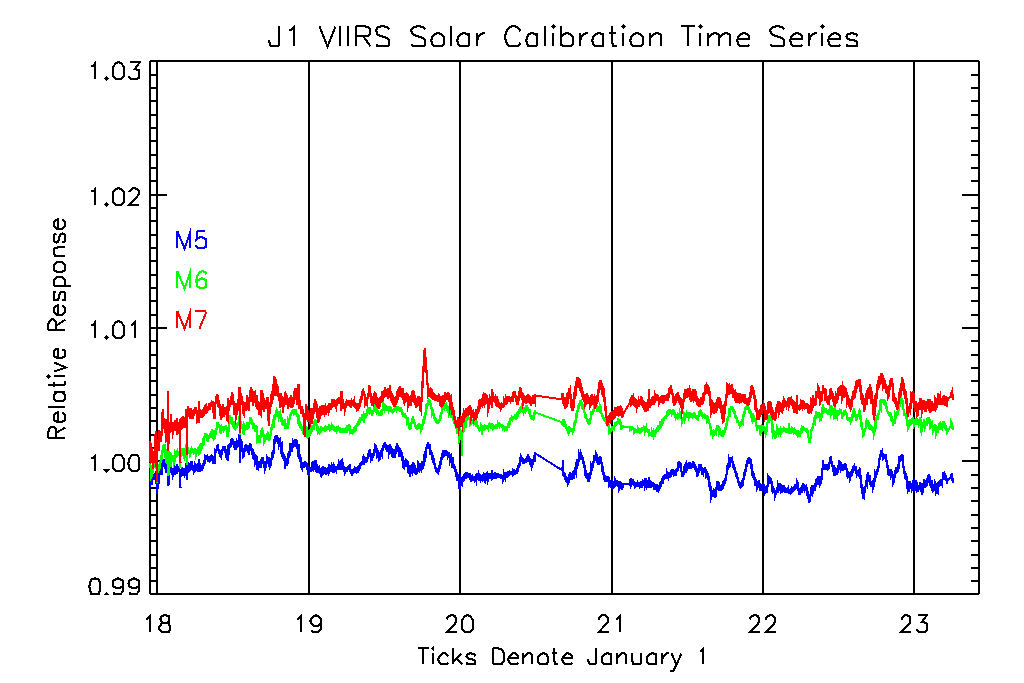 J1 VIIRS Solar Calibration Time Series
1.03
1.02
1.01
1.00
0.99
Relative Response
M5
M6
M7
18 19 20 21 22 23
Ticks Denote January 1